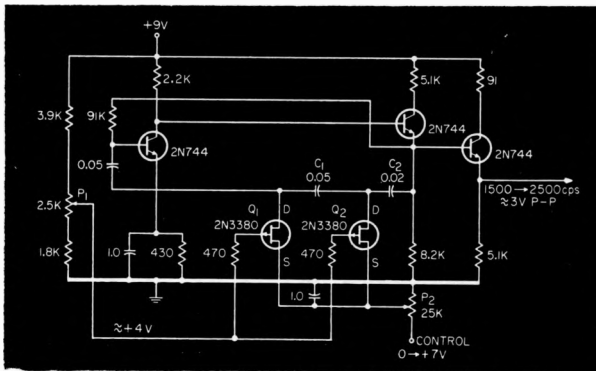 +9V
2.2K
5.1K
91
3.9K
91K
2N744
2N744
2N744
0.05
C1
0.05
C2
0.02
1500→2500cps
≈3V P-P
P1
2.5K
Q1
2N3380
D
Q2
2N3380
D
1.8K
1.0
430
470
470
S
S
8.2K
5.1K
1.0
P2
25K
≈+4V
CONTROL
0→+7V